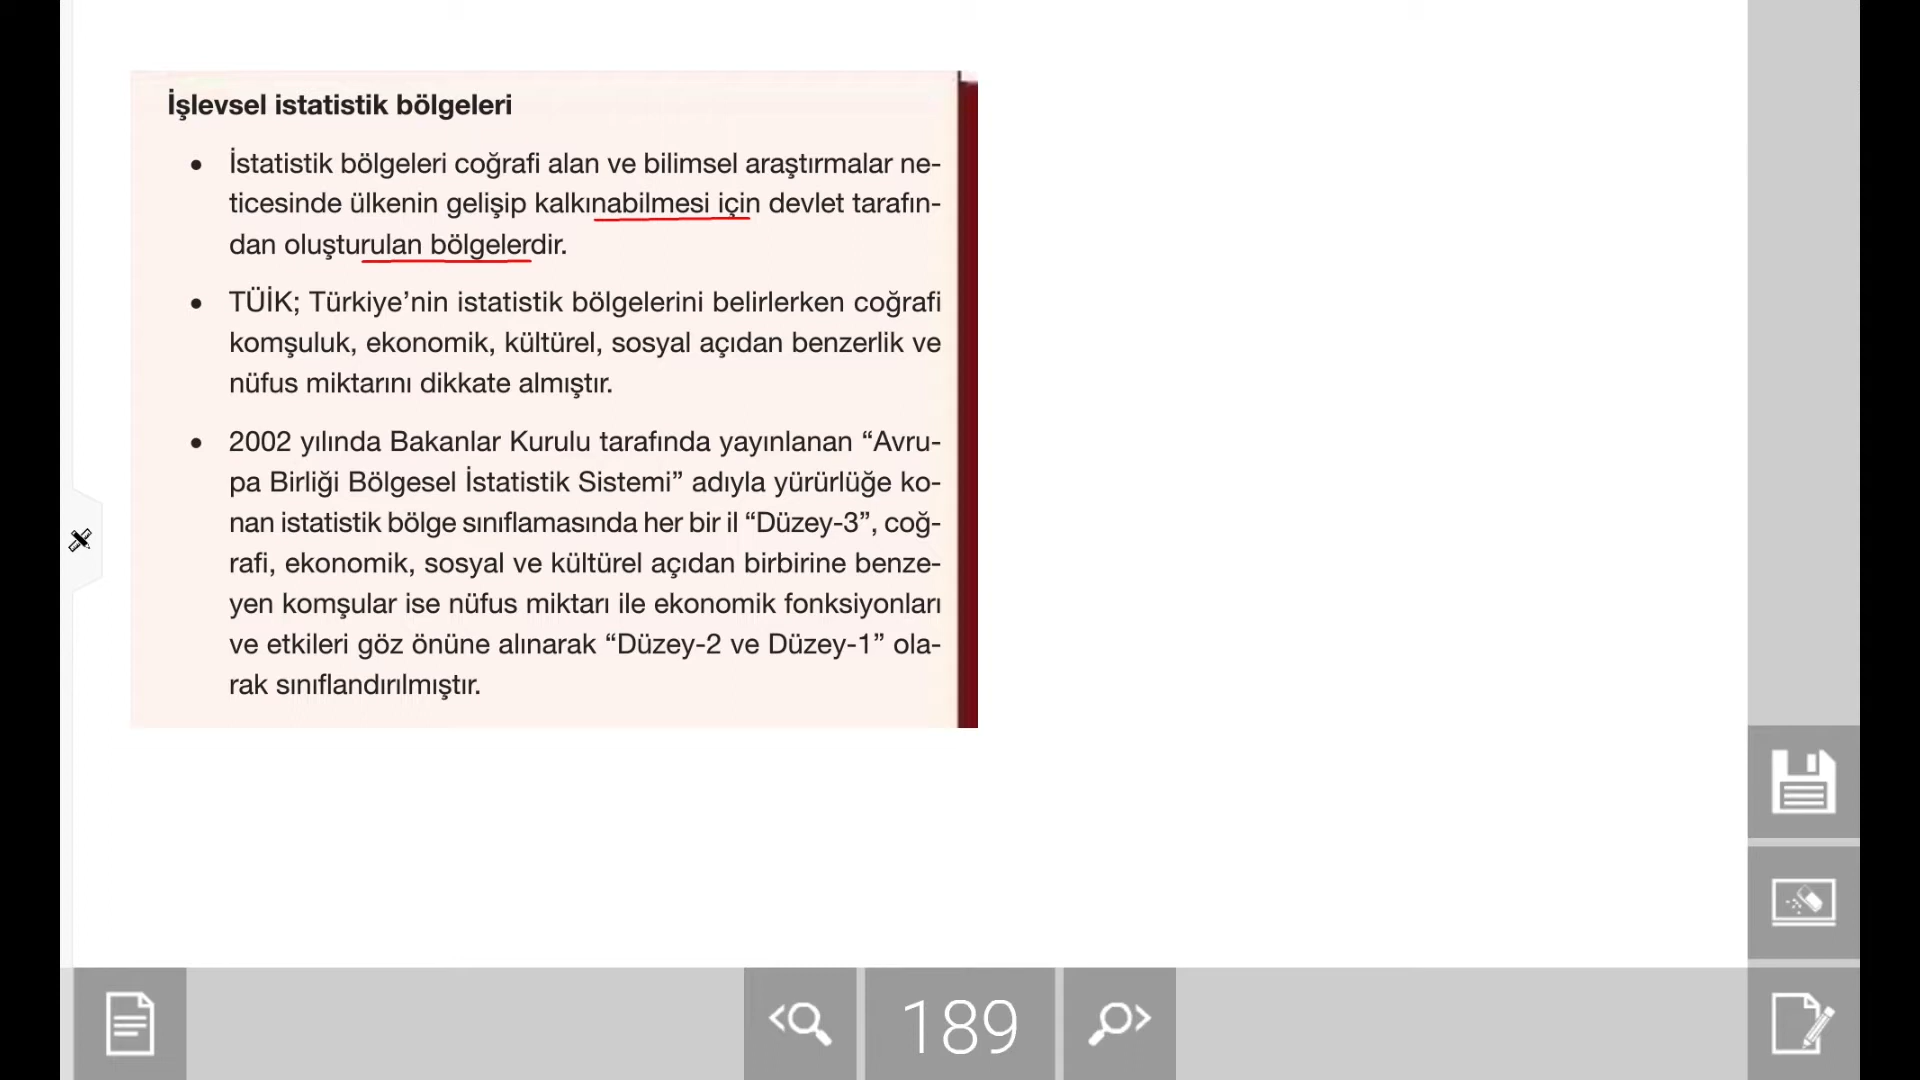 İşlevsel istatistik bölgeleri
• İstatistik bölgeleri coğrafi alan ve bilimsel araştırmalar ne-
ticesinde ülkenin gelişip kalkınabilmesi için devlet tarafın-
dan oluşturulan bölgelerdir.
• TÜİK; Türkiye’nin istatistik bölgelerini belirlerken coğrafi
komşuluk, ekonomik, kültürel, sosyal açıdan benzerlik ve
nüfus miktarını dikkate almıştır.
• 2002 yılında Bakanlar Kurulu tarafında yayınlanan “Avru-
pa Birliği Bölgesel İstatistik Sistemi” adıyla yürürlüğe ko-
nan istatistik bölge sınıflamasında her bir il “Düzey-3”, coğ-
rafi, ekonomik, sosyal ve kültürel açıdan birbirine benze-
yen komşular ise nüfus miktarı ile ekonomik fonksiyonları
ve etkileri göz önüne alınarak “Düzey-2 ve Düzey-1” ola-
rak sınıflandırılmıştır.
189